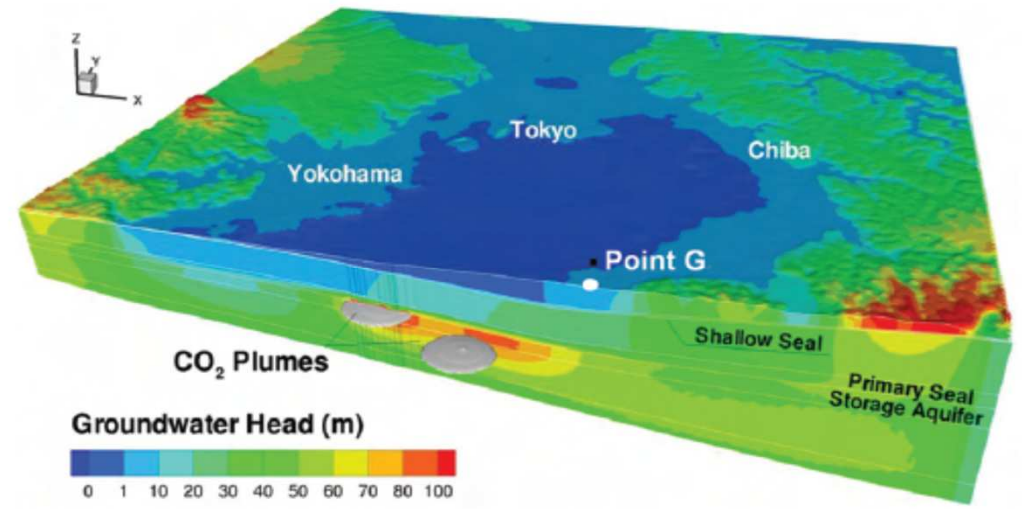 Z
Y
X
Tokyo
Yokohama
Chiba
Point G
Shallow Seal
CO₂ Plumes
Primary Seal
Storage Aquifer
Groundwater Head (m)
0 1 10 20 30 40 50 60 70 80 100